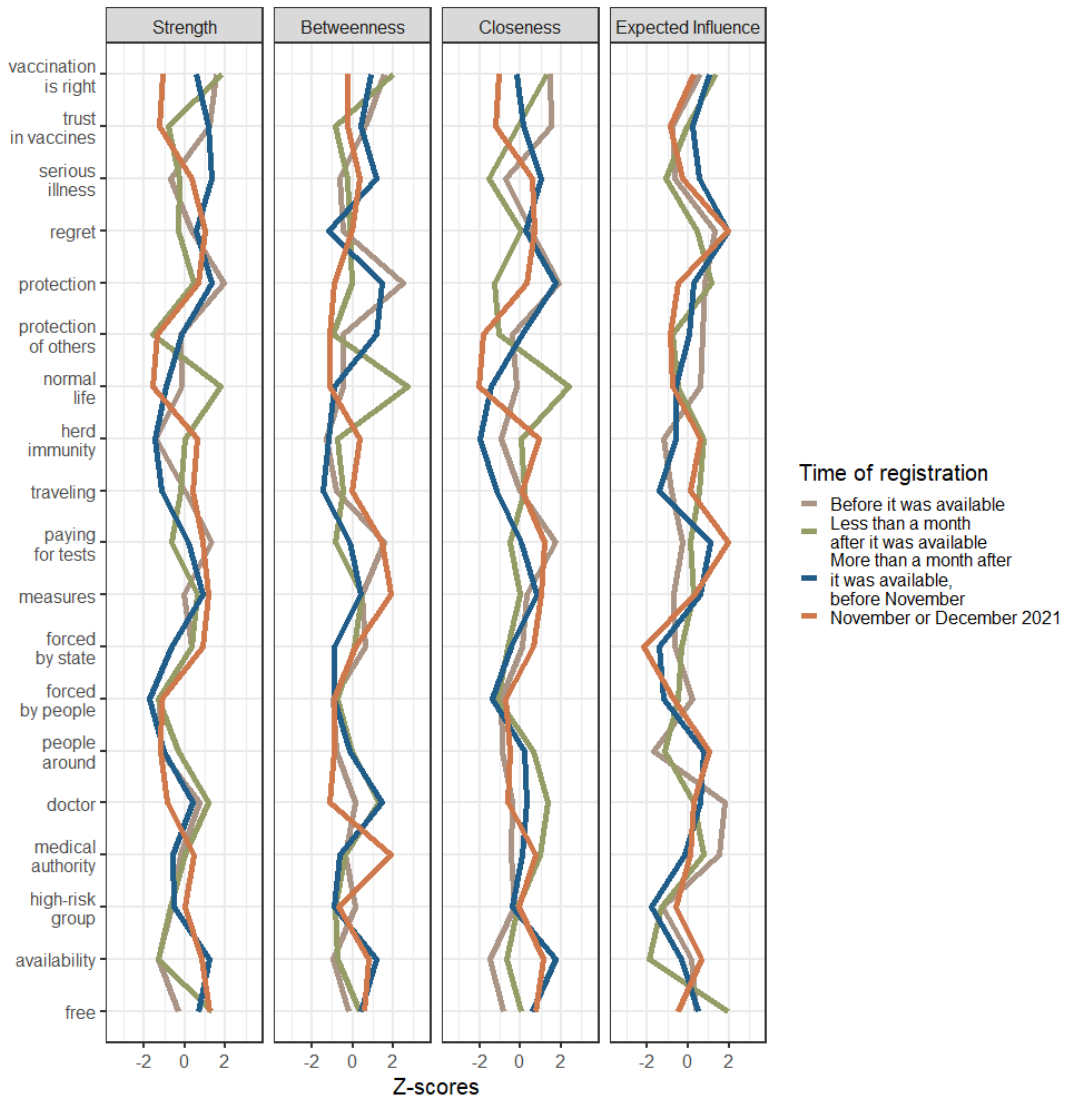 Strength Betweenness Closeness Expected Influence
vaccination
is right
trust
in vaccines
serious
illness
regret
protection
protection
of others
normal
life
herd
immunity
traveling
paying
for tests
measures
forced
by state
forced
by people
people
around
doctor
medical
authority
high-risk
group
availability
free
-2 0 2 -2 0 2 -2 0 2 -2 0 2
Z-scores
Time of registration
Before it was available
Less than a month
after it was available
More than a month after
it was available,
before November
November or December 2021